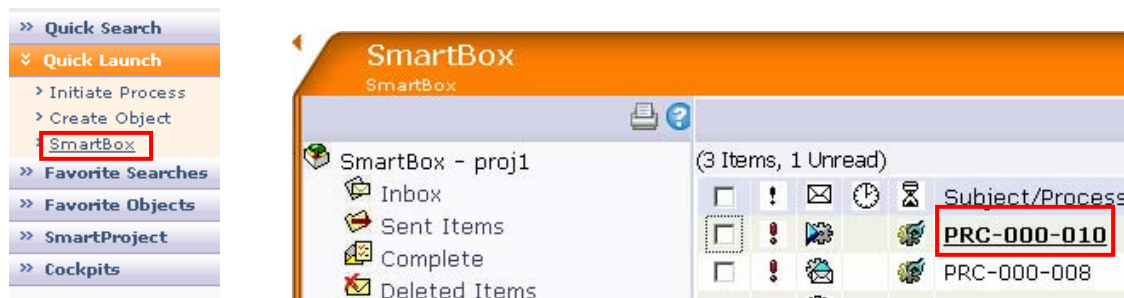 Quick Search
Quick Launch
Initiate Process
Create Object
SmartBox
Favorite Searches
Favorite Objects
SmartProject
Cockpits
SmartBox
SmartBox
SmartBox - proj1
Inbox
Sent Items
Complete
Deleted Items
(3 Items, 1 Unread)
Subject/Process
PRC-000-010
PRC-000-008